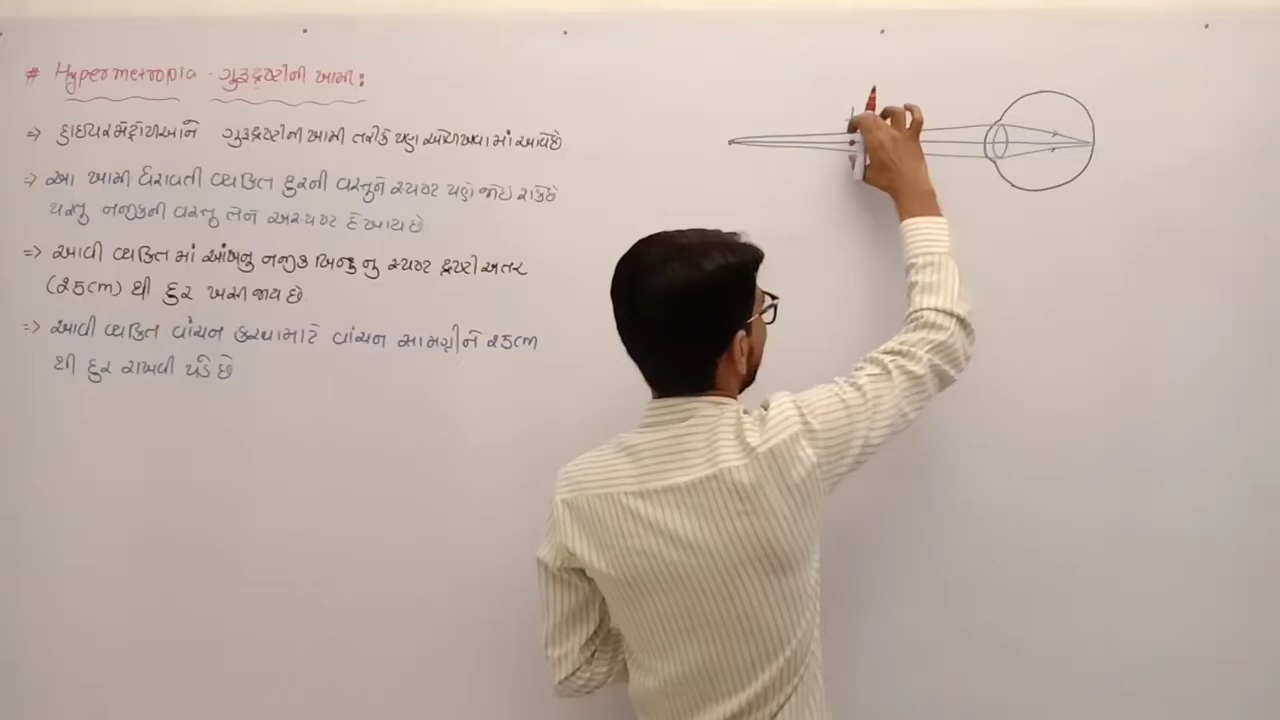 # Hypermetropia - ગુરૂદ્રષ્ટીની ખામી :
=> હાઇપરમેટ્રોપીઆને ગુરૂદ્રષ્ટીની ખામી તરીકે પણ ઓળખવામાં આવેછે
=> આ ખામી ધરાવતી વ્યકિત દુરની વસ્તુને સ્પષ્ટ પણે જોઇ શકેછે
પરંતુ નજીકની વસ્તુ તેને અસ્પષ્ટ દેખાય છે
=> આવી વ્યકિત માં આંખનુ નજીક બિન્દુ નુ સ્પષ્ટ દ્રષ્ટીઅતર
(25cm) થી દુર ખસી જાય છે
=> આવી વ્યકિત વાંચન કરવામાટે વાંચન સામગ્રીને 25cm
થી દુર રાખવી પડે છે